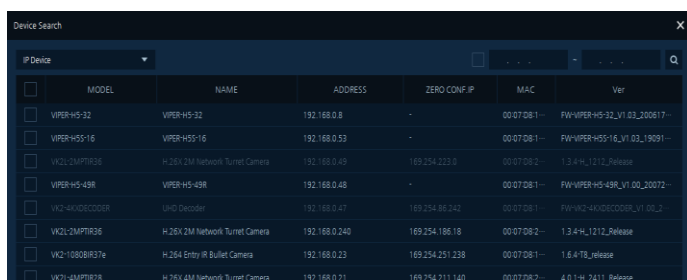 Device Search X
IP Device . . . - . . .
MODEL NAME ADDRESS ZERO CONF.IP MAC Ver
VIPER-H5-32 VIPER-H5-32 192.168.0.8 - 00:07:D8:1··· FW-VIPER-H5-32_V1.03_200617···
VIPER-H5S-16 VIPER-H5S-16 192.168.0.53 - 00:07:D8:1··· FW-VIPER-H5S-16_V1.03_19091···
VK2L-2MPTIR36 H.26X 2M Network Turret Camera 192.168.0.49 169.254.223.0 00:07:D8:2··· 1.3.4-H_1212_Release
VIPER-H5-49R VIPER-H5-49R 192.168.0.48 - 00:07:D8:1··· FW-VIPER-H5-49R_V1.00_20072···
VK2-4KXDECODER UHD Decoder 192.168.0.47 169.254.86.242 00:07:D8:1··· FW-VK2-4KXDECODER_V1.00_2···
VK2L-2MPTIR36 H.26X 2M Network Turret Camera 192.168.0.240 169.254.186.18 00:07:D8:2··· 1.3.4-H_1212_Release
VK2-1080BIR37e H.264 Entry IR Bullet Camera 192.168.0.23 169.254.251.238 00:07:D8:1··· 1.6.4-T8_release
VK2L-4MPTIR28 H.26X 4M Network Turret Camera 192.168.0.21 169.254.211.140 00:07:D8:2··· 4.0.1-H_2411_Release